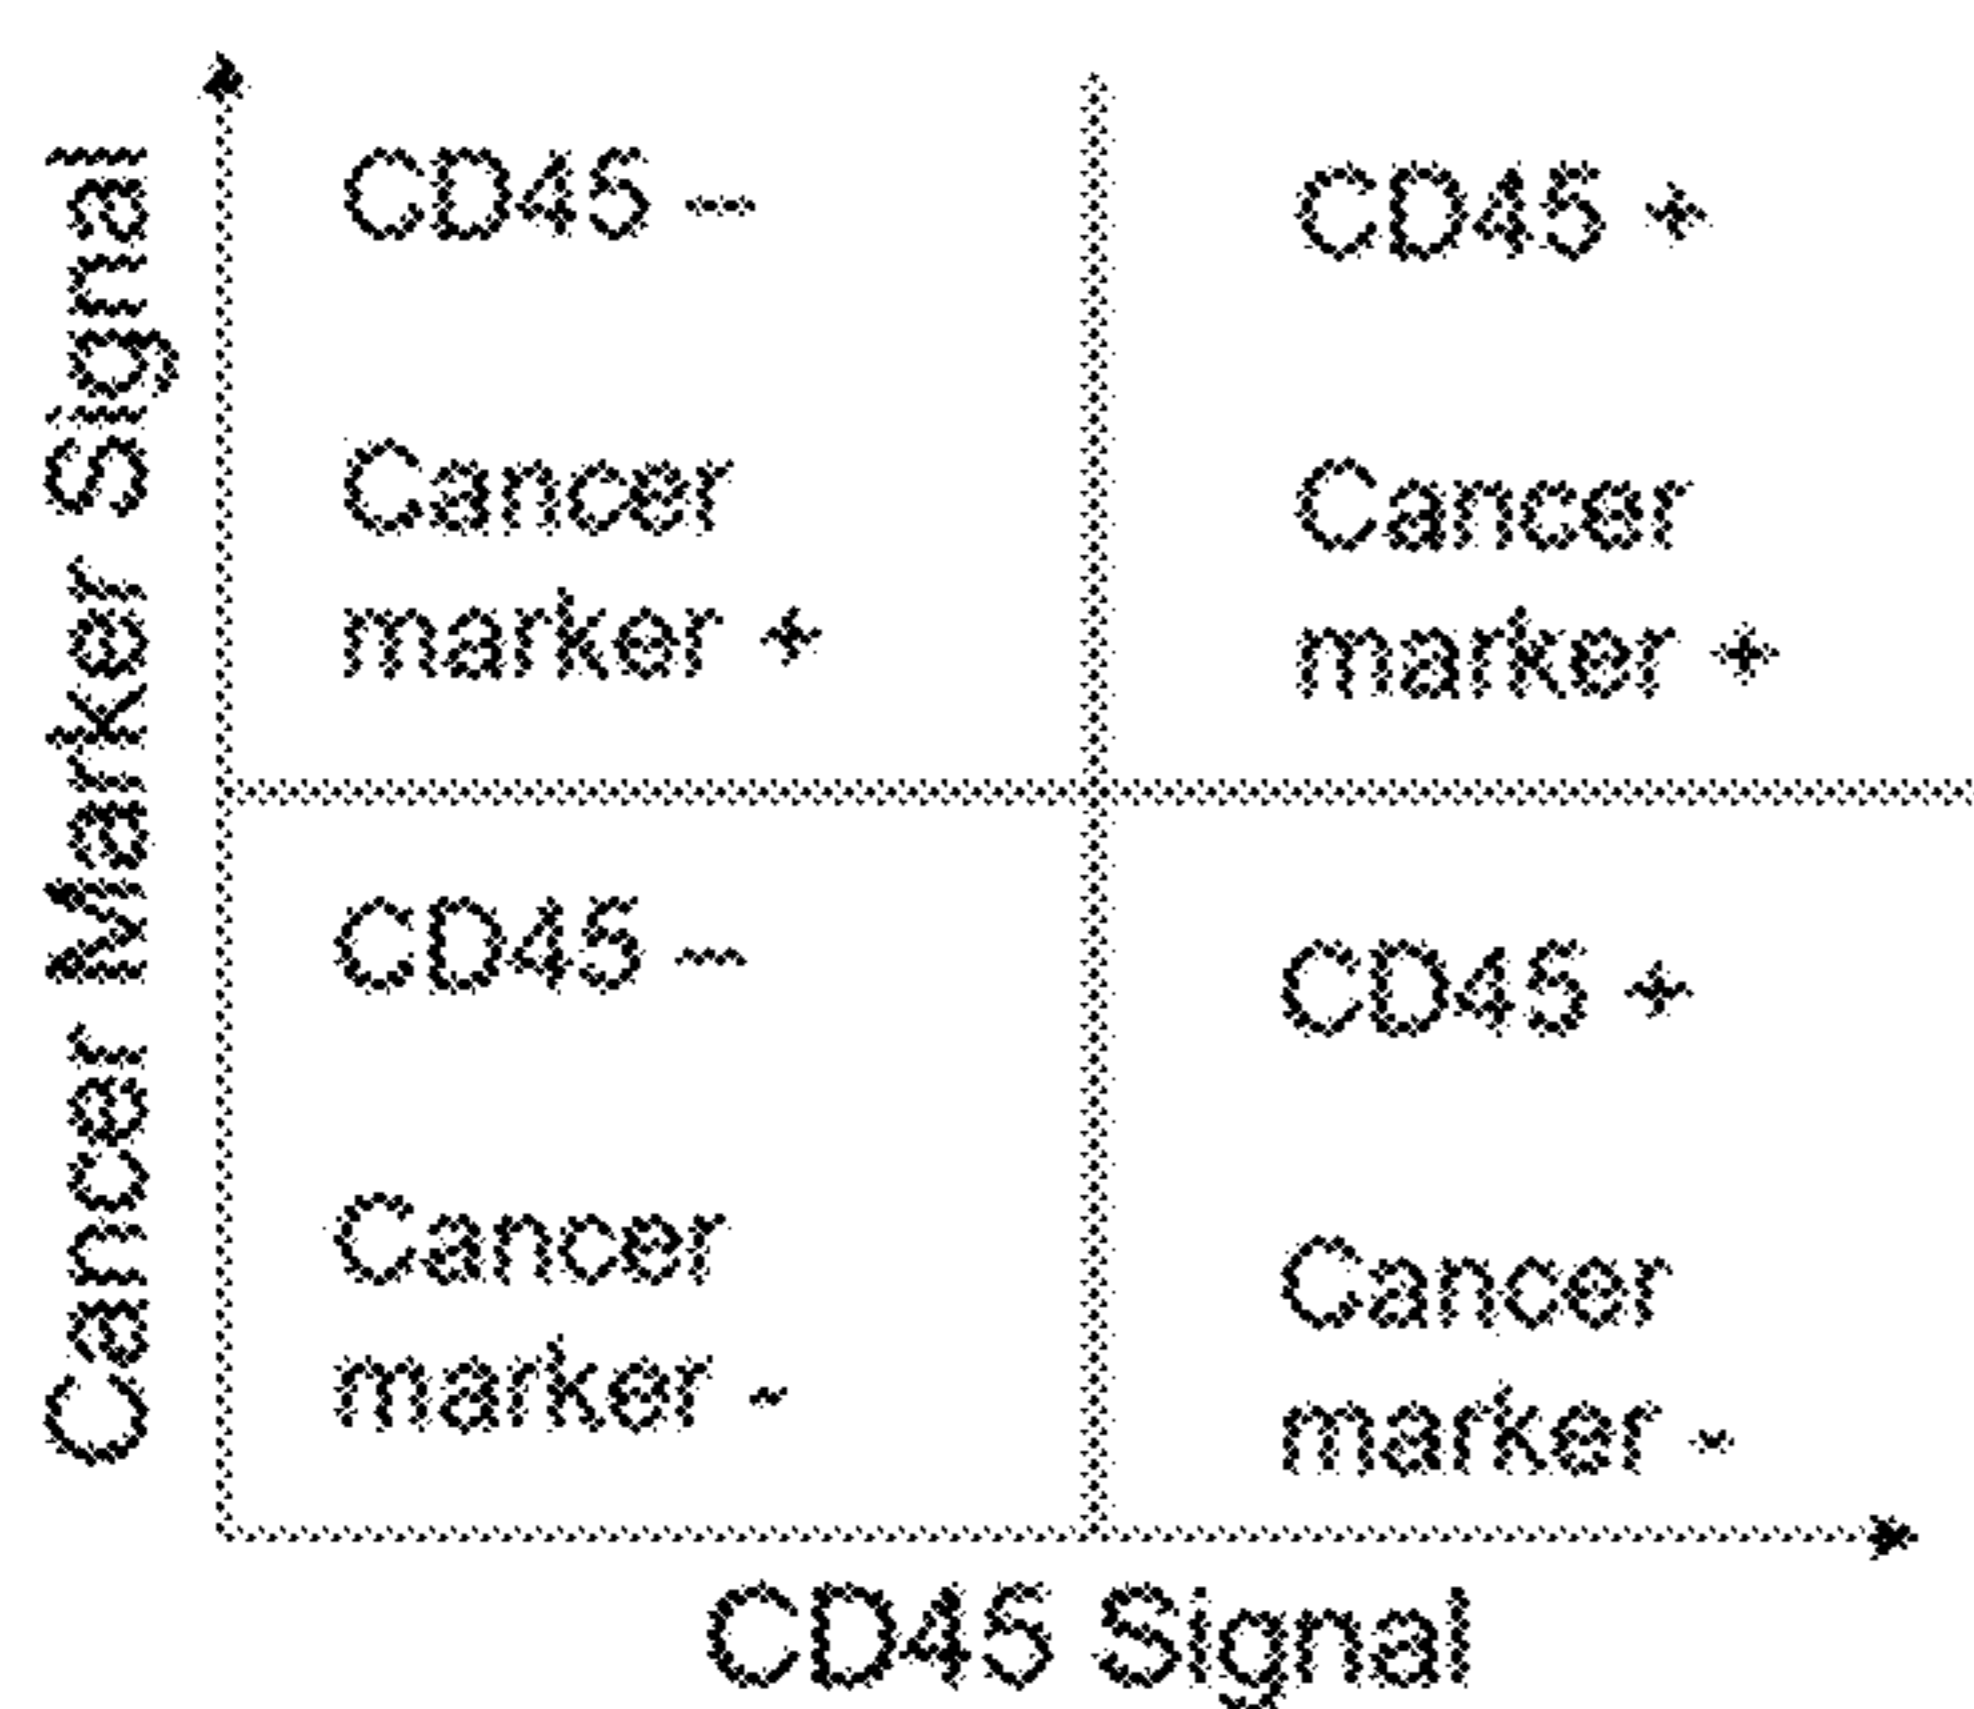 Cancer Marker Signal
CD45 –
Cancer
marker +
CD45 +
Cancer
marker +
CD45 –
Cancer
marker -
CD45 +
Cancer
marker -
CD45 Signal